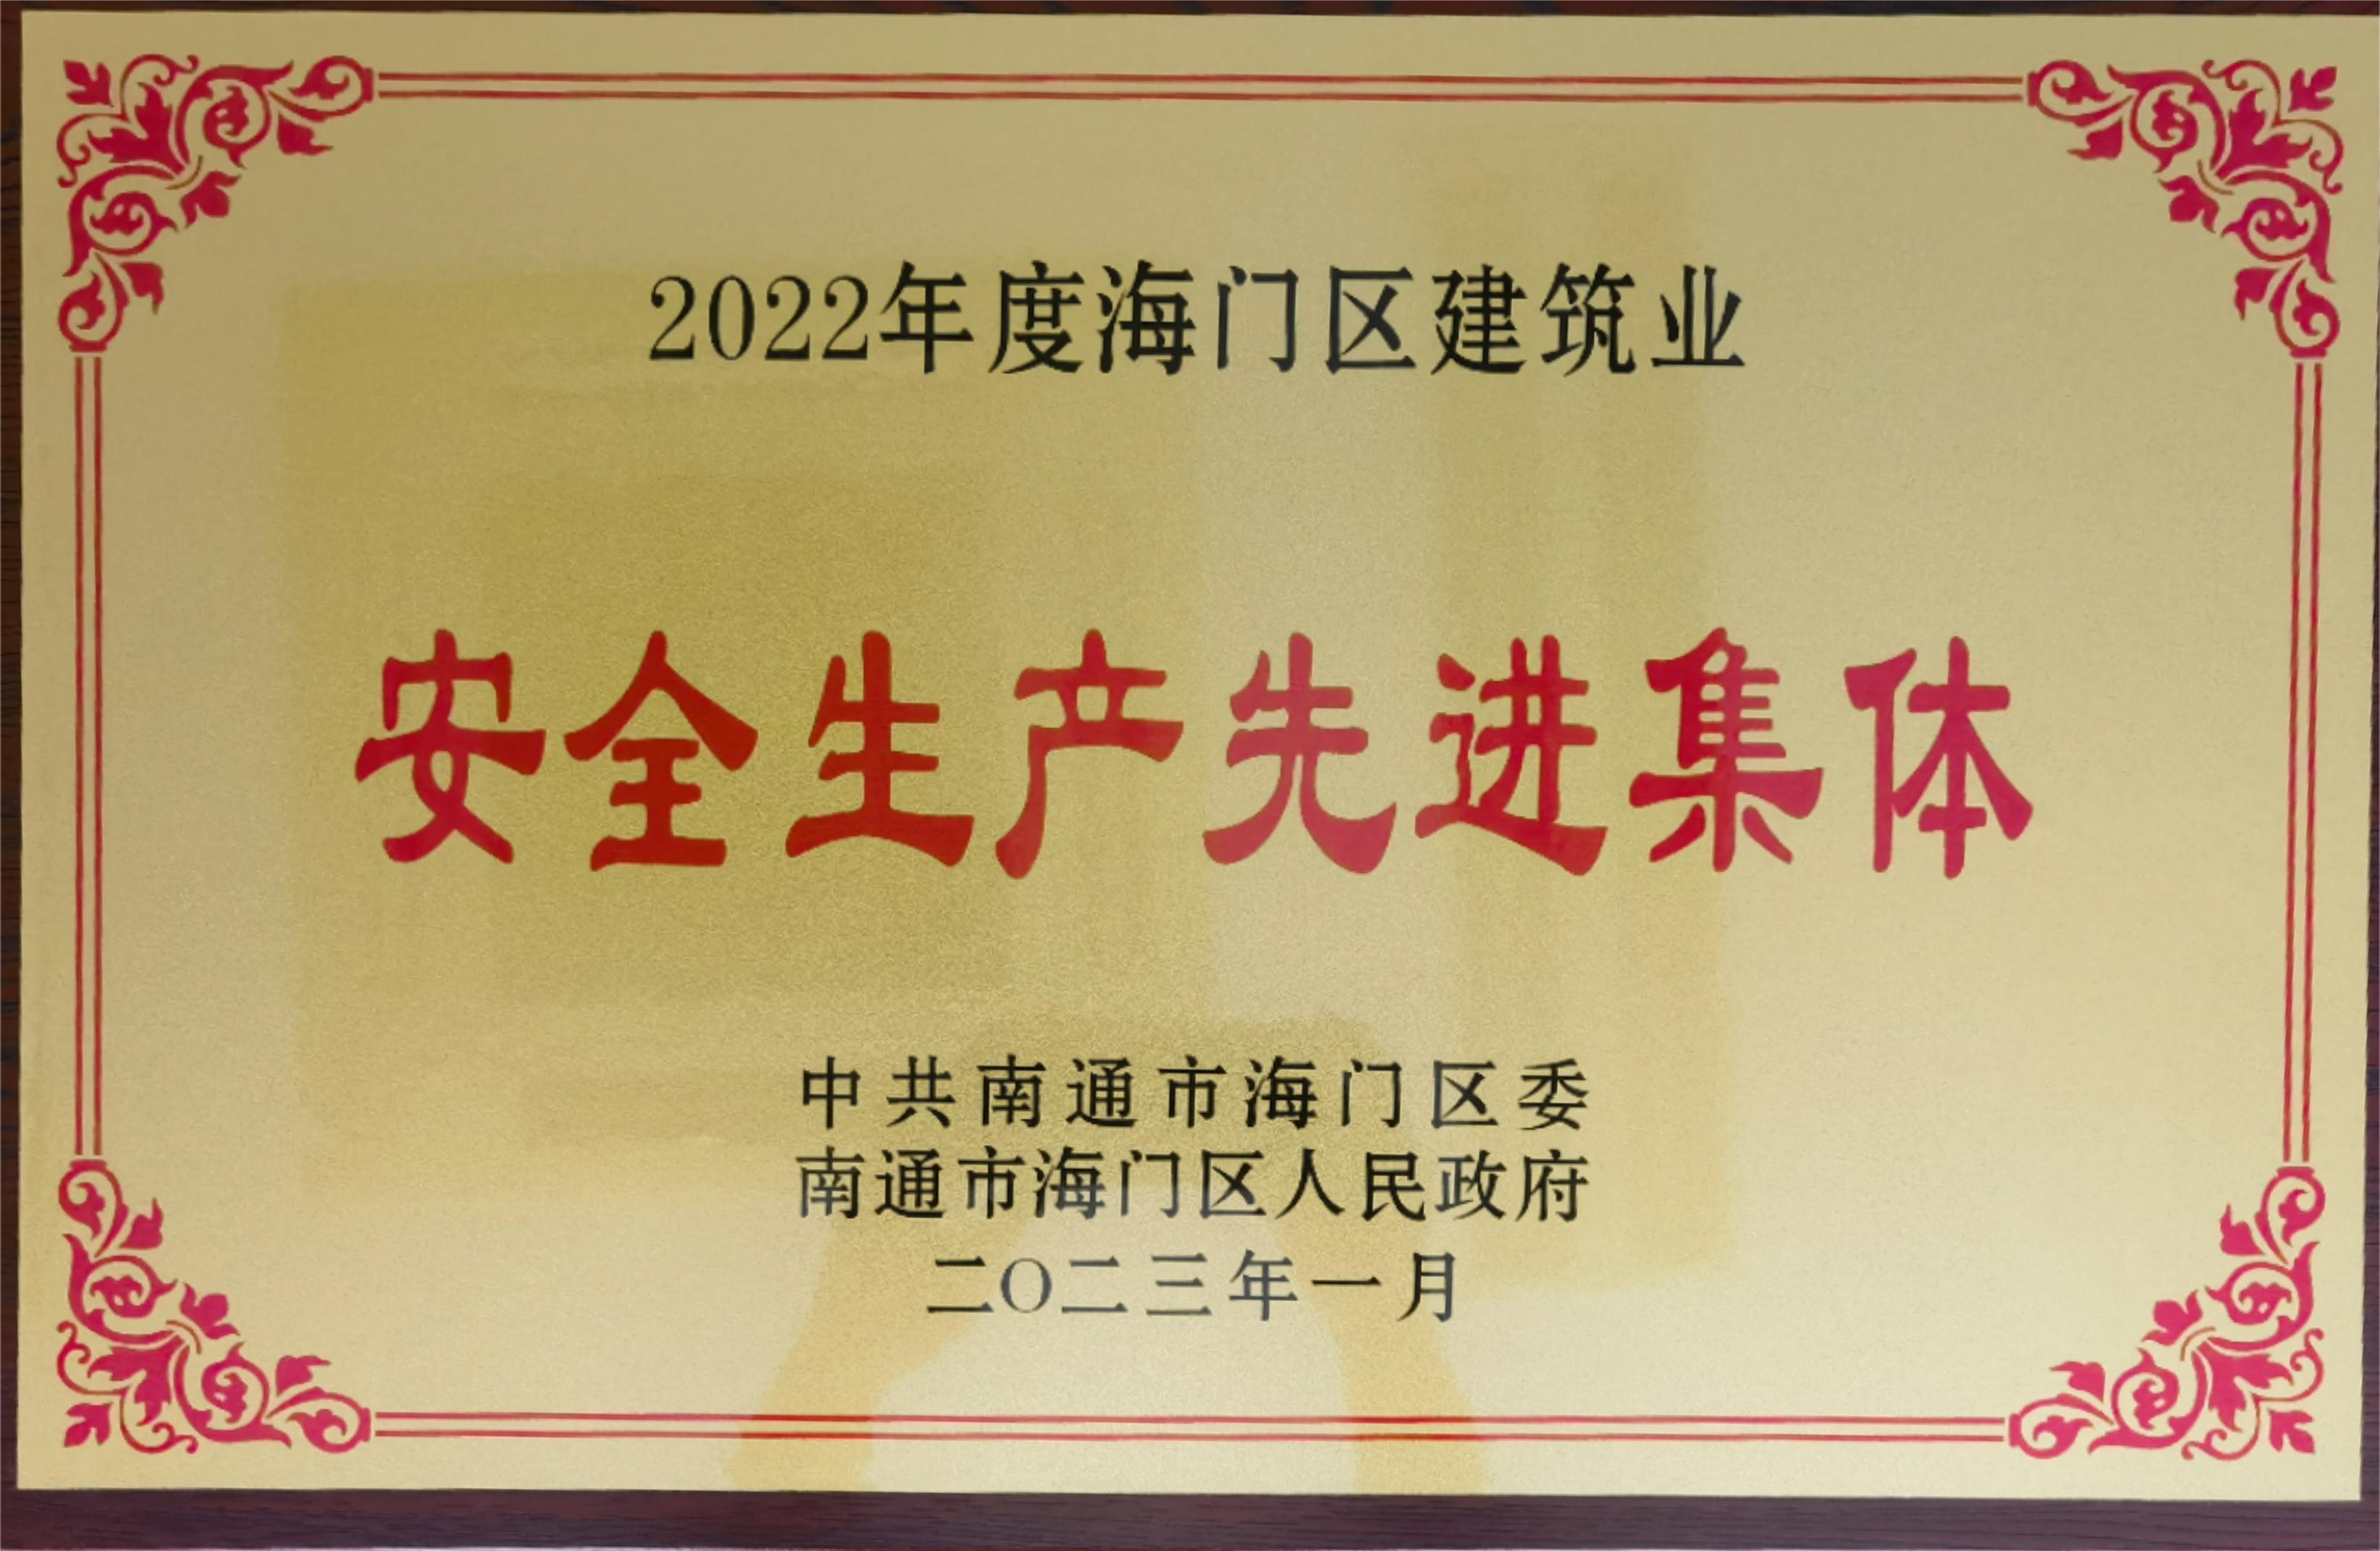 2022年度海门区建筑业
安全生产先进集体
中共南通市海门区委
南通市海门区人民政府
二〇二三年一月